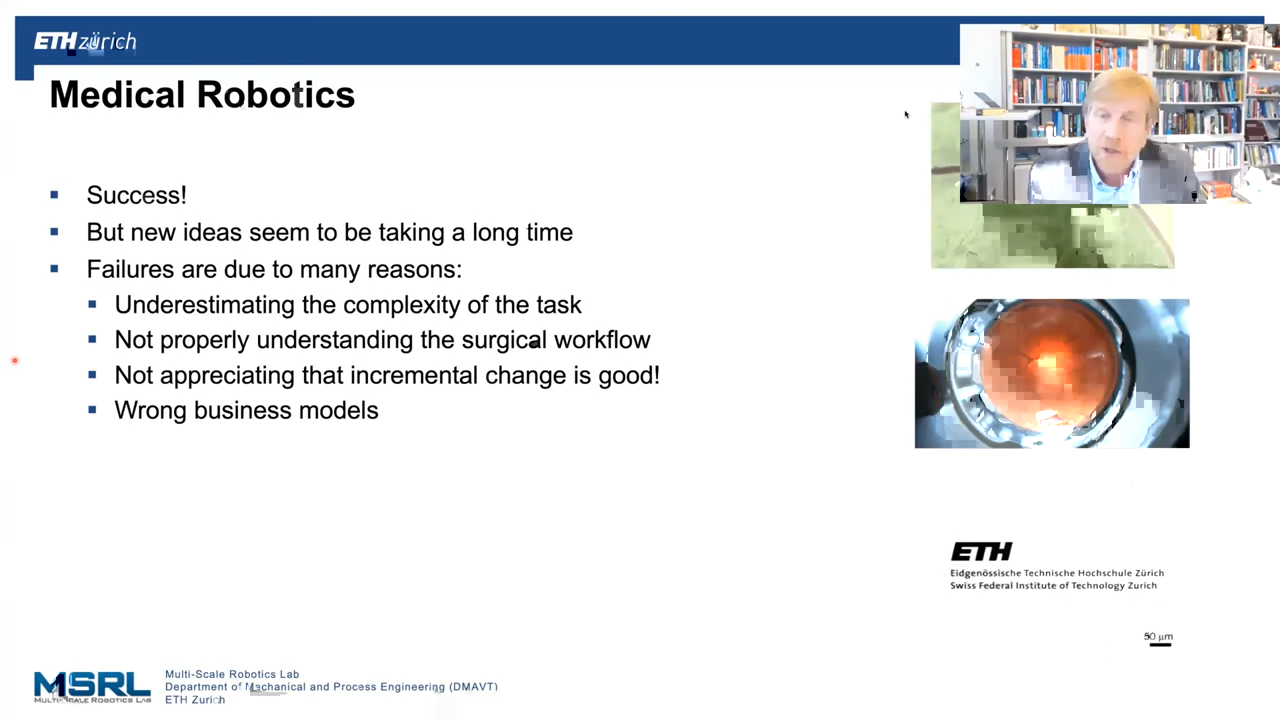 ETH zürich
Medical Robotics
Success!
But new ideas seem to be taking a long time
Failures are due to many reasons:
Underestimating the complexity of the task
Not properly understanding the surgical workflow
Not appreciating that incremental change is good!
Wrong business models
ETH
Eidgenössische Technische Hochschule Zürich
Swiss Federal Institute of Technology Zurich
50 µm
MSRL
MULTI-SCALE ROBOTICS LAB
Multi-Scale Robotics Lab
Department of Mechanical and Process Engineering (DMAVT)
ETH Zurich